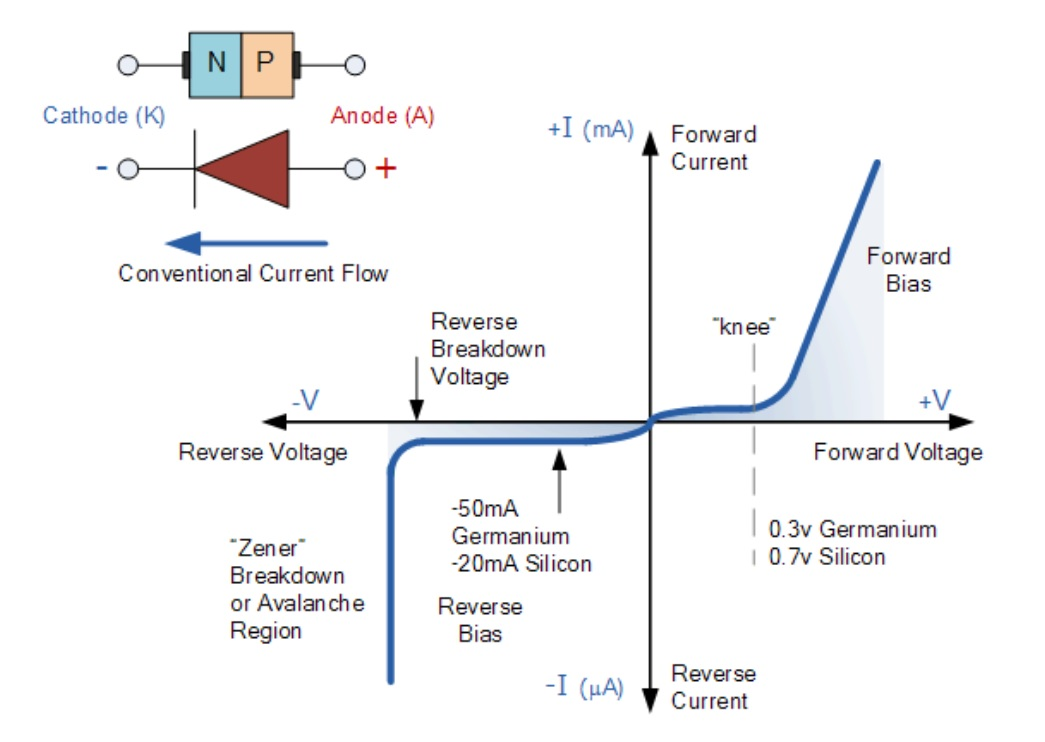 N P
Cathode (K)
Anode (A)
- +
Conventional Current Flow
+I (mA)
Forward
Current
Forward
Bias
"knee"
Reverse
Breakdown
Voltage
-V
+V
Reverse Voltage
Forward Voltage
-50mA
Germanium
-20mA Silicon
0.3v Germanium
0.7v Silicon
"Zener"
Breakdown
or Avalanche
Region
Reverse
Bias
-I (µA)
Reverse
Current